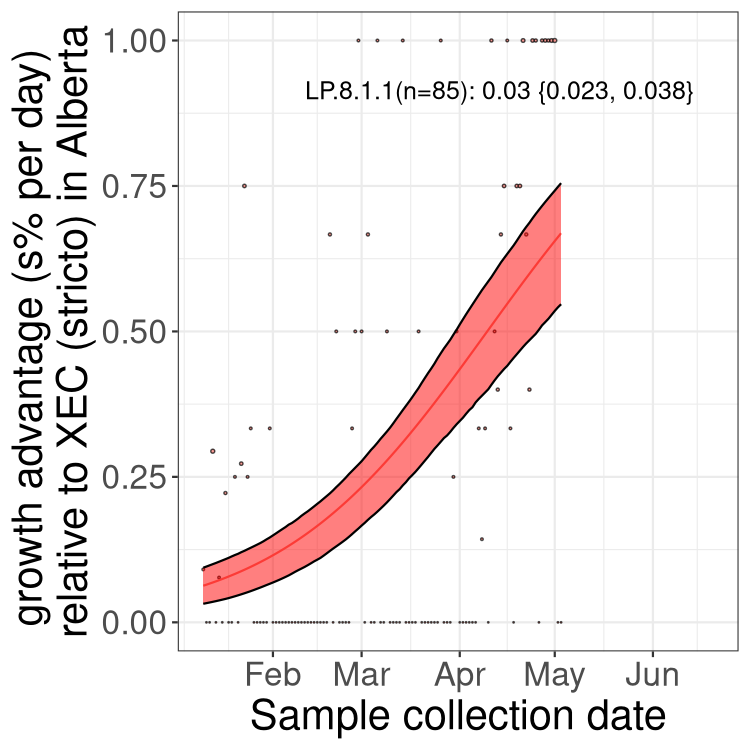 growth advantage (s% per day)
relative to XEC (stricto) in Alberta
1.00
0.75
0.50
0.25
0.00
LP.8.1.1(n=85): 0.03 {0.023, 0.038}
Feb Mar Apr May Jun
Sample collection date